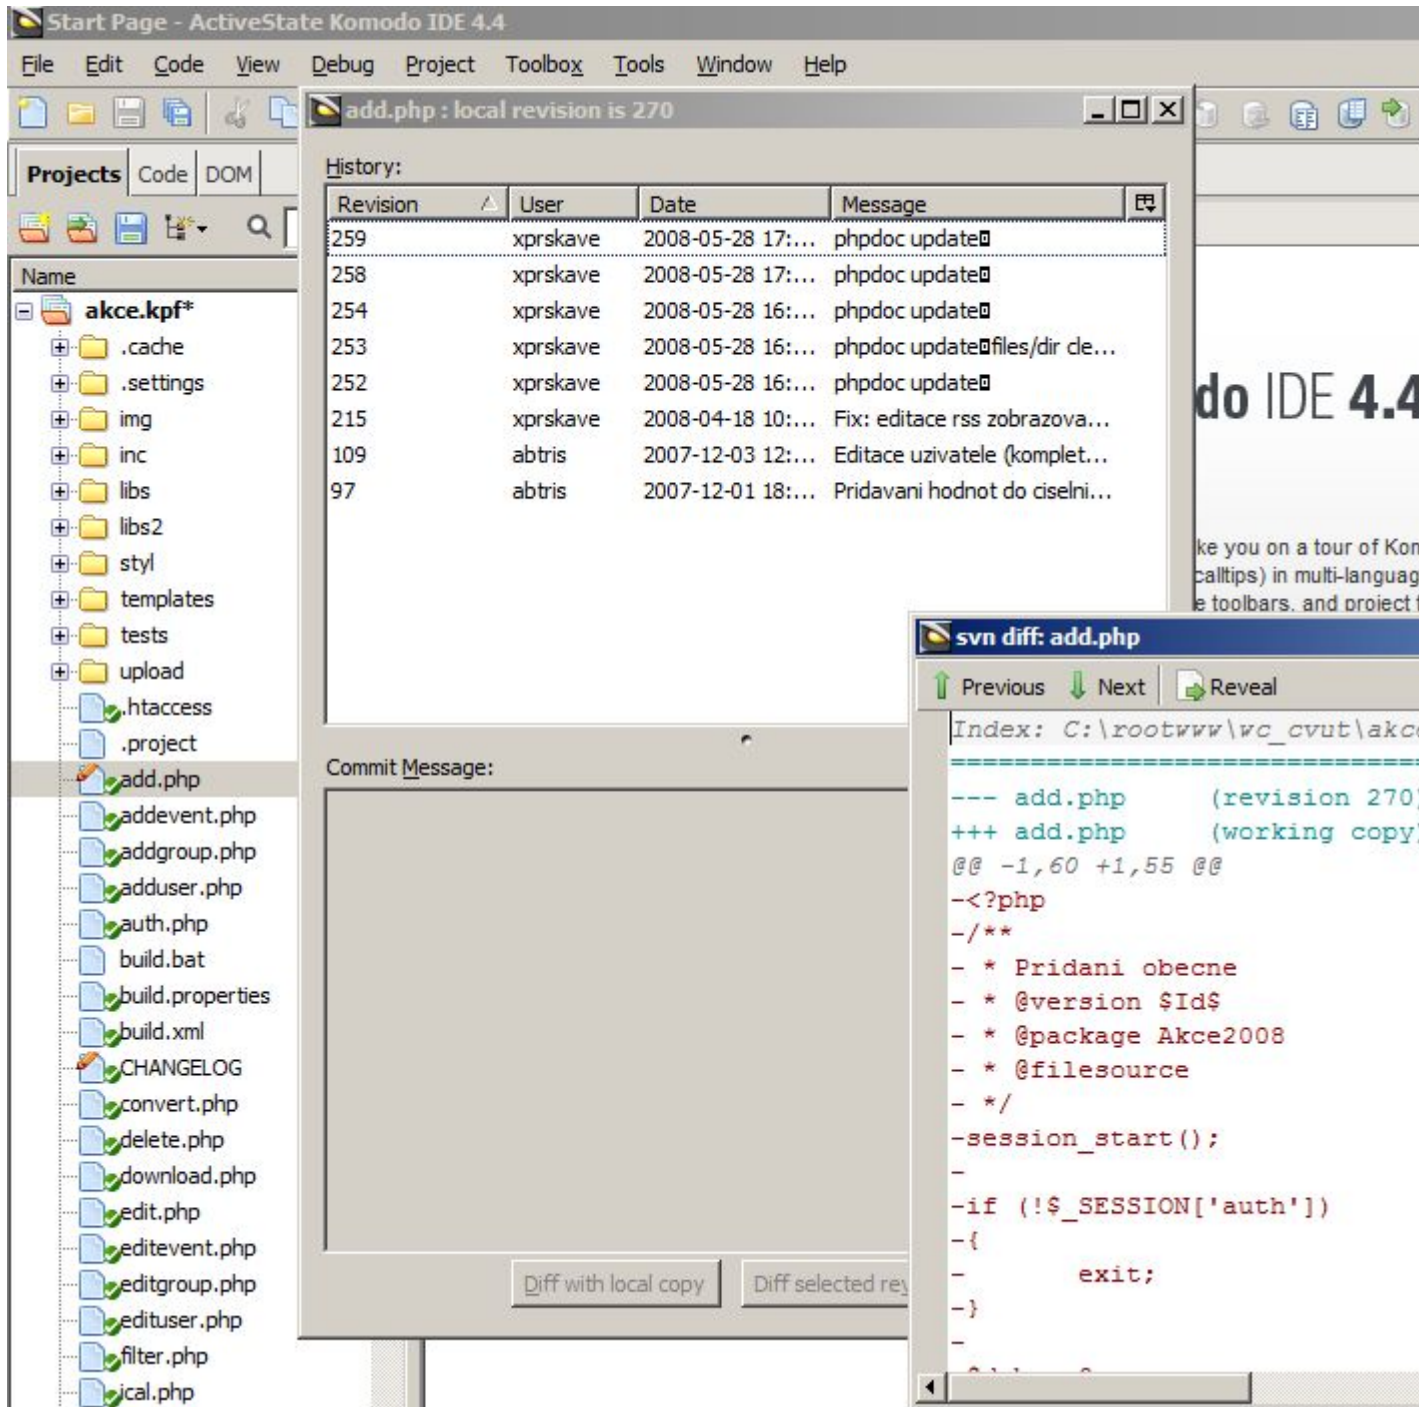 Start Page - ActiveState Komodo IDE 4.4
File Edit Code View Debug Project Toolbox Tools Window Help
add.php : local revision is 270
Projects Code DOM
History:
Revision User Date Message
259 xprskave 2008-05-28 17:... phpdoc update
258 xprskave 2008-05-28 17:... phpdoc update
254 xprskave 2008-05-28 16:... phpdoc update
253 xprskave 2008-05-28 16:... phpdoc update files/dir cle...
252 xprskave 2008-05-28 16:... phpdoc update
215 xprskave 2008-04-18 10:... Fix: editace rss zobrazova...
109 abtris 2007-12-03 12:... Editace uzivatele (komplet...
97 abtris 2007-12-01 18:... Pridavani hodnot do ciselni...
Commit Message:
Diff with local copy Diff selected rev
Name
akce.kpf*
.cache
.settings
img
inc
libs
libs2
styl
templates
tests
upload
.htaccess
.project
add.php
addevent.php
addgroup.php
adduser.php
auth.php
build.bat
build.properties
build.xml
CHANGELOG
convert.php
delete.php
download.php
edit.php
editevent.php
editgroup.php
edituser.php
filter.php
ical.php
do IDE 4.4
ke you on a tour of Kom
calltips) in multi-languag
e toolbars, and project f
svn diff: add.php
Previous Next Reveal
Index: C:\rootwww\vc_cvut\akce
===================================
--- add.php (revision 270)
+++ add.php (working copy)
@@ -1,60 +1,55 @@
-<?php
-/**
- * Pridani obecne
- * @version $Id$
- * @package Akce2008
- * @filesource
- */
-session_start();
-
-if (!$_SESSION['auth'])
-{
- exit;
-}
-